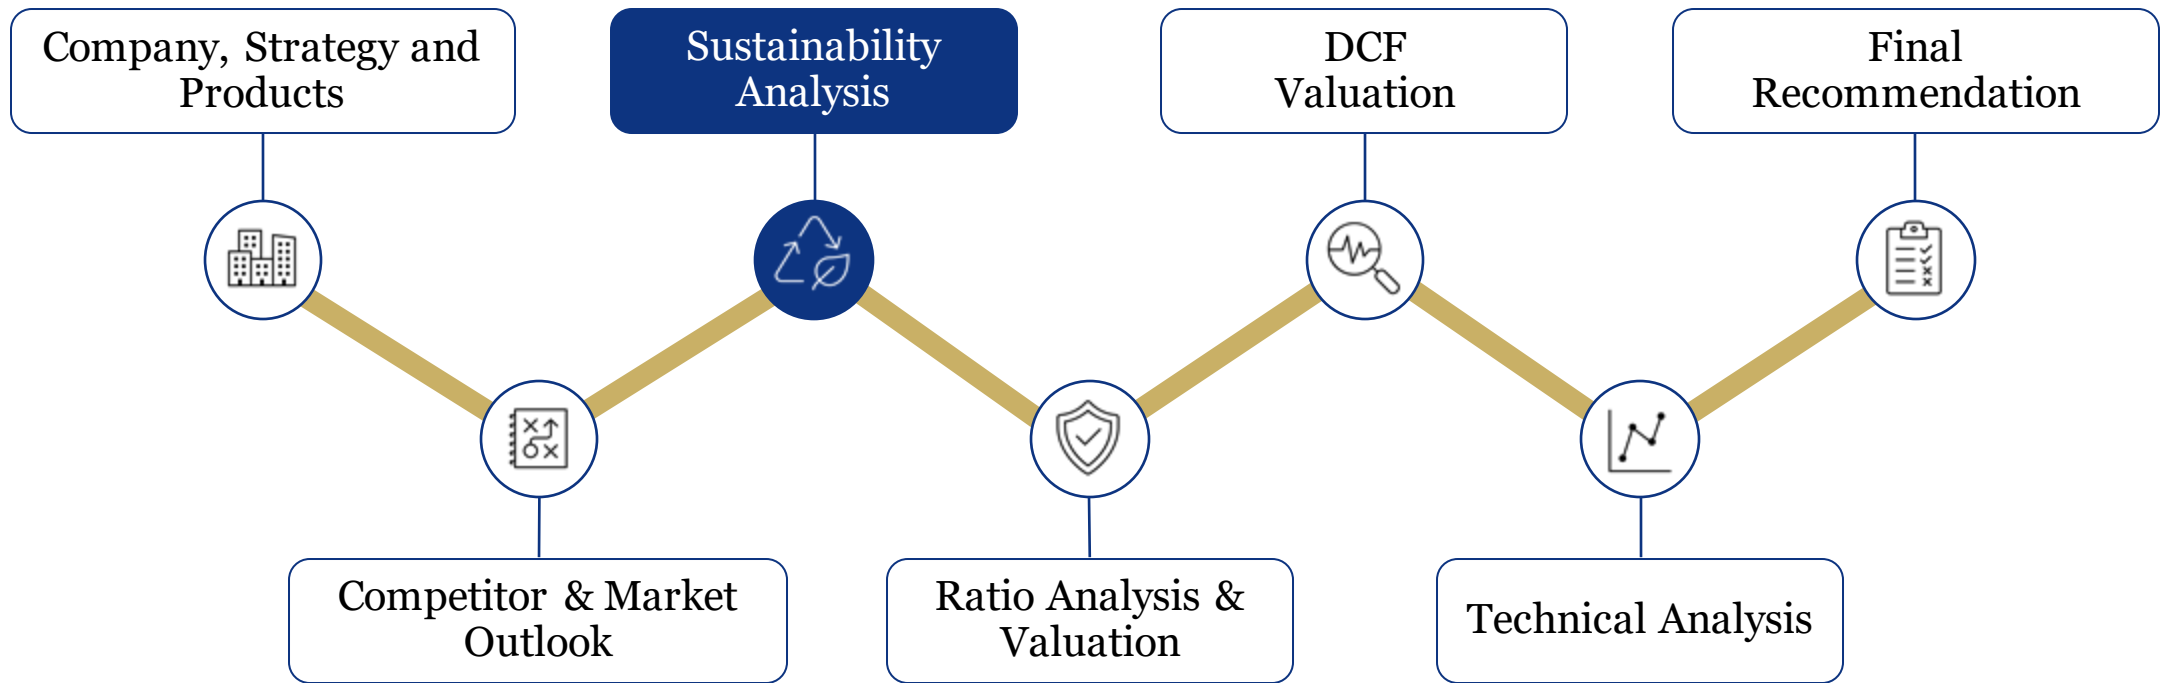 Company, Strategy and
Products
Sustainability
Analysis
DCF
Valuation
Final
Recommendation
Competitor & Market
Outlook
Ratio Analysis &
Valuation
Technical Analysis